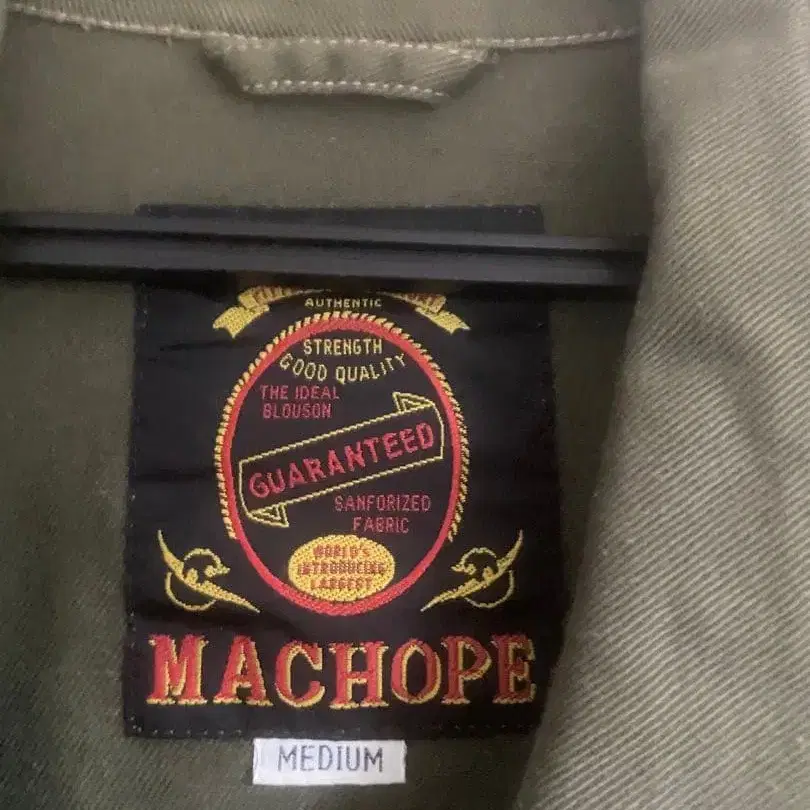 AUTHENTIC
STRENGTH
GOOD QUALITY
THE IDEAL
BLOUSON
GUARANTEED
SANFORIZED
FABRIC
WORLD'S
INTRODUCING
LARGEST
MACHOPE
MEDIUM